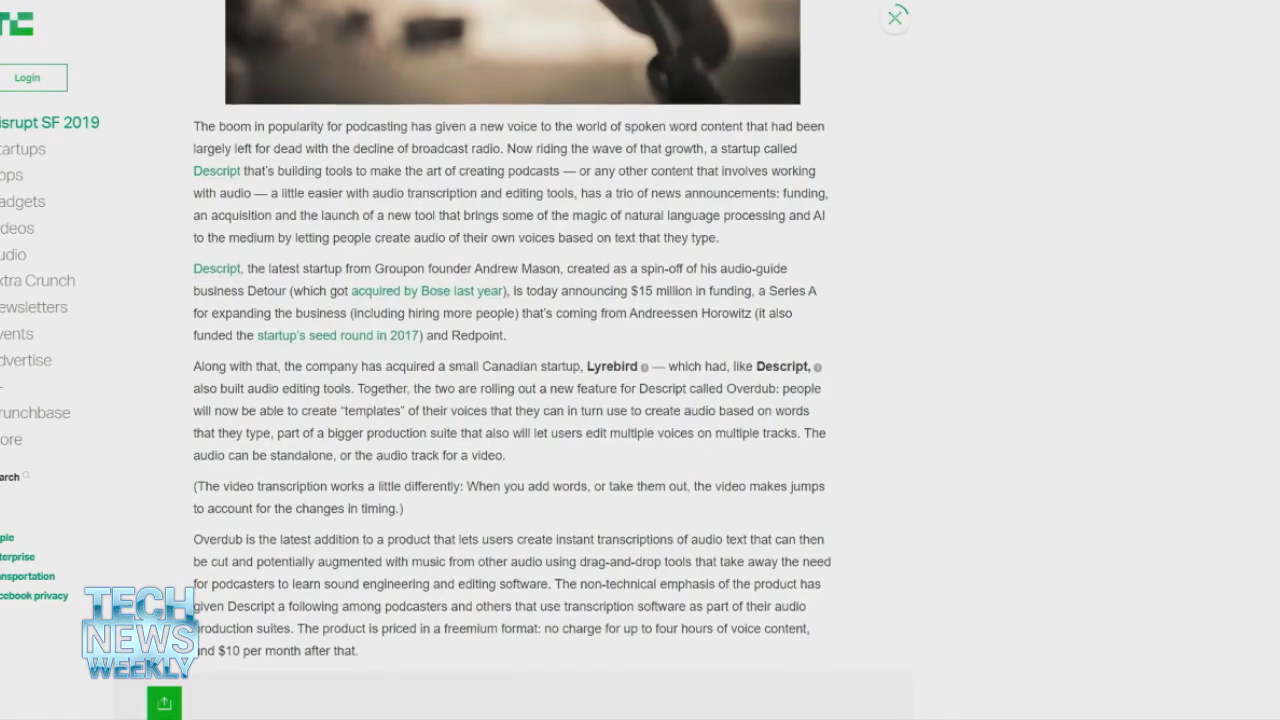 TC
Login
isrupt SF 2019
tartups
pps
adgets
deos
udio
xtra Crunch
ewsletters
vents
dvertise
-
runchbase
ore
arch
ple
terprise
ansportation
cebook privacy
The boom in popularity for podcasting has given a new voice to the world of spoken word content that had been
largely left for dead with the decline of broadcast radio. Now riding the wave of that growth, a startup called
Descript that's building tools to make the art of creating podcasts — or any other content that involves working
with audio — a little easier with audio transcription and editing tools, has a trio of news announcements: funding,
an acquisition and the launch of a new tool that brings some of the magic of natural language processing and AI
to the medium by letting people create audio of their own voices based on text that they type.
Descript, the latest startup from Groupon founder Andrew Mason, created as a spin-off of his audio-guide
business Detour (which got acquired by Bose last year), is today announcing $15 million in funding, a Series A
for expanding the business (including hiring more people) that's coming from Andreessen Horowitz (it also
funded the startup's seed round in 2017) and Redpoint.
Along with that, the company has acquired a small Canadian startup, Lyrebird — which had, like Descript,
also built audio editing tools. Together, the two are rolling out a new feature for Descript called Overdub: people
will now be able to create “templates” of their voices that they can in turn use to create audio based on words
that they type, part of a bigger production suite that also will let users edit multiple voices on multiple tracks. The
audio can be standalone, or the audio track for a video.
(The video transcription works a little differently: When you add words, or take them out, the video makes jumps
to account for the changes in timing.)
Overdub is the latest addition to a product that lets users create instant transcriptions of audio text that can then
be cut and potentially augmented with music from other audio using drag-and-drop tools that take away the need
for podcasters to learn sound engineering and editing software. The non-technical emphasis of the product has
given Descript a following among podcasters and others that use transcription software as part of their audio
production suites. The product is priced in a freemium format: no charge for up to four hours of voice content,
and $10 per month after that.
TECH
NEWS
WEEKLY